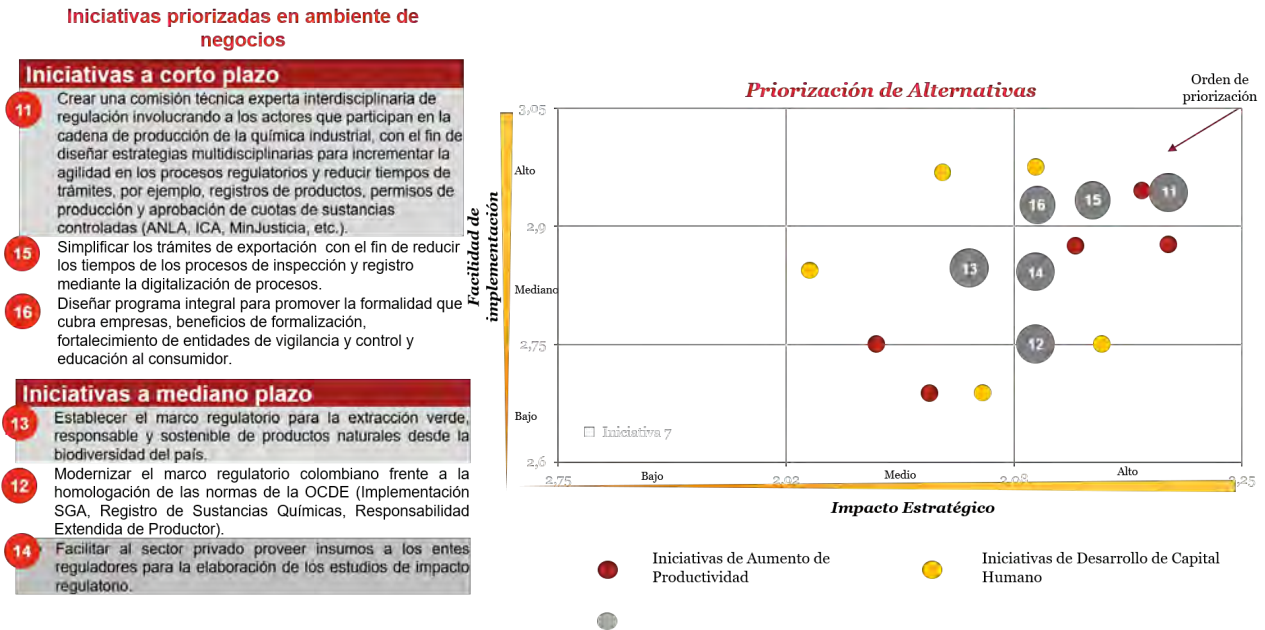 Iniciativas priorizadas en ambiente de
negocios
Iniciativas a corto plazo
11
Crear una comisión técnica experta interdisciplinaria de
regulación involucrando a los actores que participan en la
cadena de producción de la química industrial, con el fin de
diseñar estrategias multidisciplinarias para incrementar la
agilidad en los procesos regulatorios y reducir tiempos de
trámites, por ejemplo, registros de productos, permisos de
producción y aprobación de cuotas de sustancias
controladas (ANLA, ICA, MinJusticia, etc.).
15
Simplificar los trámites de exportación con el fin de reducir
los tiempos de los procesos de inspección y registro
mediante la digitalización de procesos.
16
Diseñar programa integral para promover la formalidad que
cubra empresas, beneficios de formalización,
fortalecimiento de entidades de vigilancia y control y
educación al consumidor.
Iniciativas a mediano plazo
13
Establecer el marco regulatorio para la extracción verde,
responsable y sostenible de productos naturales desde la
biodiversidad del país.
12
Modernizar el marco regulatorio colombiano frente a la
homologación de las normas de la OCDE (Implementación
SGA, Registro de Sustancias Químicas, Responsabilidad
Extendida de Productor).
14
Facilitar al sector privado proveer insumos a los entes
reguladores para la elaboración de los estudios de impacto
regulatorio.
Priorización de Alternativas
Orden de
priorización
Facilidad de
implementación
3,05
Alto
2,9
Mediano
2,75
Bajo
2,6
11
15
16
13
14
12
Iniciativa 7
2,75
Bajo
2,92
Medio
2,08
Alto
3,25
Impacto Estratégico
Iniciativas de Aumento de
Productividad
Iniciativas de Desarrollo de Capital
Humano